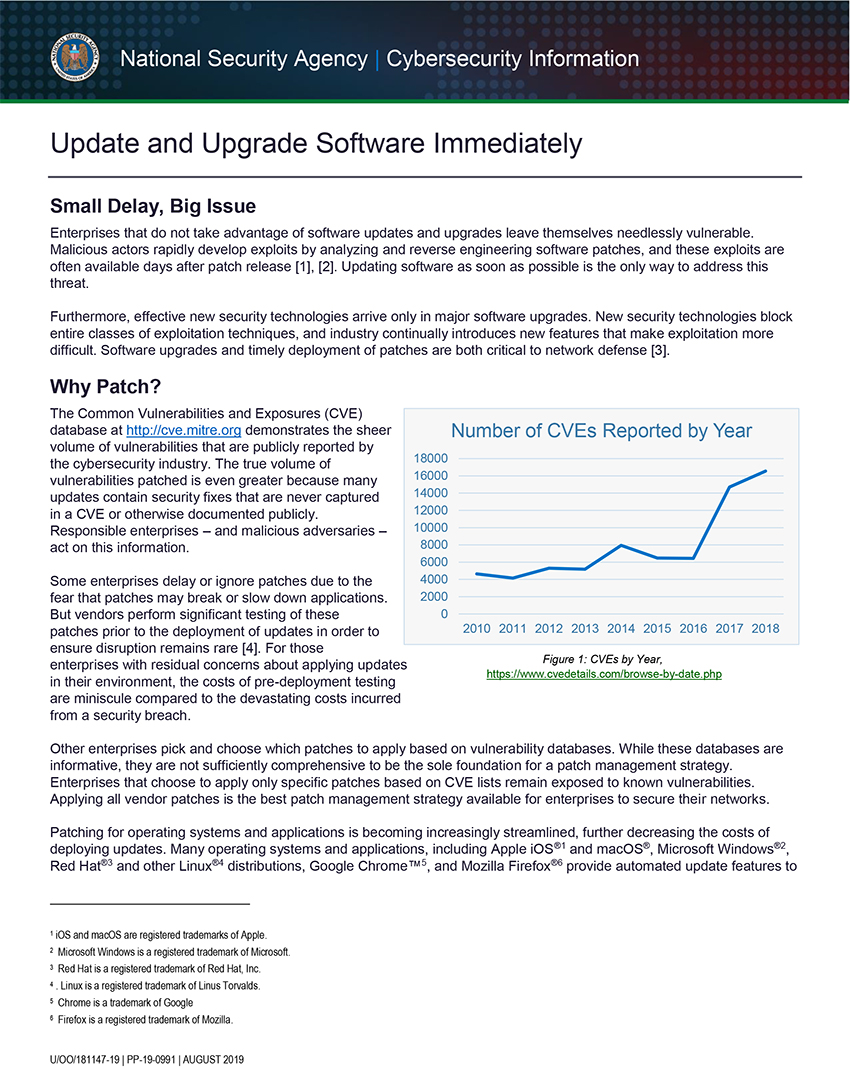 National Security Agency | Cybersecurity Information
Update and Upgrade Software Immediately
Small Delay, Big Issue
Enterprises that do not take advantage of software updates and upgrades leave themselves needlessly vulnerable.
Malicious actors rapidly develop exploits by analyzing and reverse engineering software patches, and these exploits are
often available days after patch release [1], [2]. Updating software as soon as possible is the only way to address this
threat.
Furthermore, effective new security technologies arrive only in major software upgrades. New security technologies block
entire classes of exploitation techniques, and industry continually introduces new features that make exploitation more
difficult. Software upgrades and timely deployment of patches are both critical to network defense [3].
Why Patch?
The Common Vulnerabilities and Exposures (CVE)
database at http://cve.mitre.org demonstrates the sheer
volume of vulnerabilities that are publicly reported by
the cybersecurity industry. The true volume of
vulnerabilities patched is even greater because many
updates contain security fixes that are never captured
in a CVE or otherwise documented publicly.
Responsible enterprises – and malicious adversaries –
act on this information.
Some enterprises delay or ignore patches due to the
fear that patches may break or slow down applications.
But vendors perform significant testing of these
patches prior to the deployment of updates in order to
ensure disruption remains rare [4]. For those
enterprises with residual concerns about applying updates
in their environment, the costs of pre-deployment testing
are miniscule compared to the devastating costs incurred
from a security breach.
Number of CVEs Reported by Year
18000
16000
14000
12000
10000
8000
6000
4000
2000
0
2010 2011 2012 2013 2014 2015 2016 2017 2018
Figure 1: CVEs by Year,
https://www.cvedetails.com/browse-by-date.php
Other enterprises pick and choose which patches to apply based on vulnerability databases. While these databases are
informative, they are not sufficiently comprehensive to be the sole foundation for a patch management strategy.
Enterprises that choose to apply only specific patches based on CVE lists remain exposed to known vulnerabilities.
Applying all vendor patches is the best patch management strategy available for enterprises to secure their networks.
Patching for operating systems and applications is becoming increasingly streamlined, further decreasing the costs of
deploying updates. Many operating systems and applications, including Apple iOS®1 and macOS®, Microsoft Windows®2,
Red Hat®3 and other Linux®4 distributions, Google Chrome™5, and Mozilla Firefox®6 provide automated update features to
1 iOS and macOS are registered trademarks of Apple.
2 Microsoft Windows is a registered trademark of Microsoft.
3 Red Hat is a registered trademark of Red Hat, Inc.
4 . Linux is a registered trademark of Linus Torvalds.
5 Chrome is a trademark of Google
6 Firefox is a registered trademark of Mozilla.
U/OO/181147-19 | PP-19-0991 | AUGUST 2019